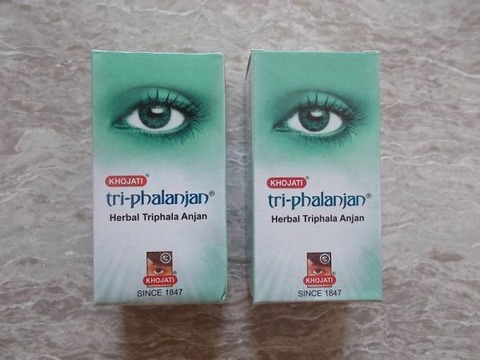 KHOJATI®
tri-phalanjan®
Herbal Triphala Anjan
KHOJATI
SINCE 1847
KHOJATI®
tri-phalanjan®
Herbal Triphala Anjan
KHOJATI
SINCE 1847